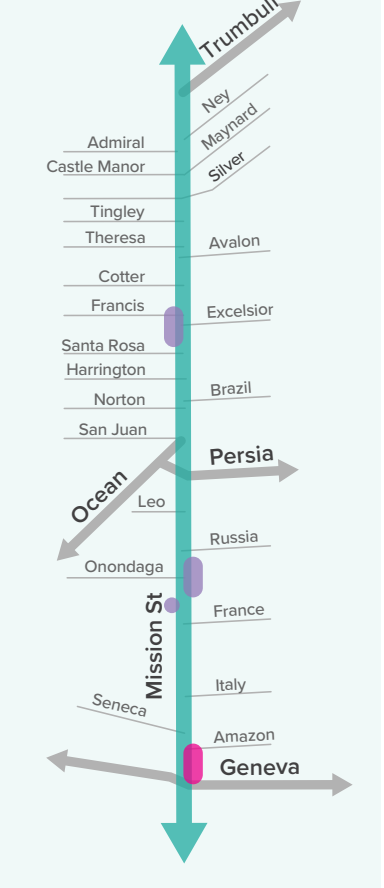 Trumbull
Ney
Maynard
Admiral
Castle Manor
Silver
Tingley
Theresa
Avalon
Cotter
Francis
Excelsior
Santa Rosa
Harrington
Brazil
Norton
San Juan
Persia
Ocean
Leo
Russia
Onondaga
Mission St
France
Italy
Seneca
Amazon
Geneva